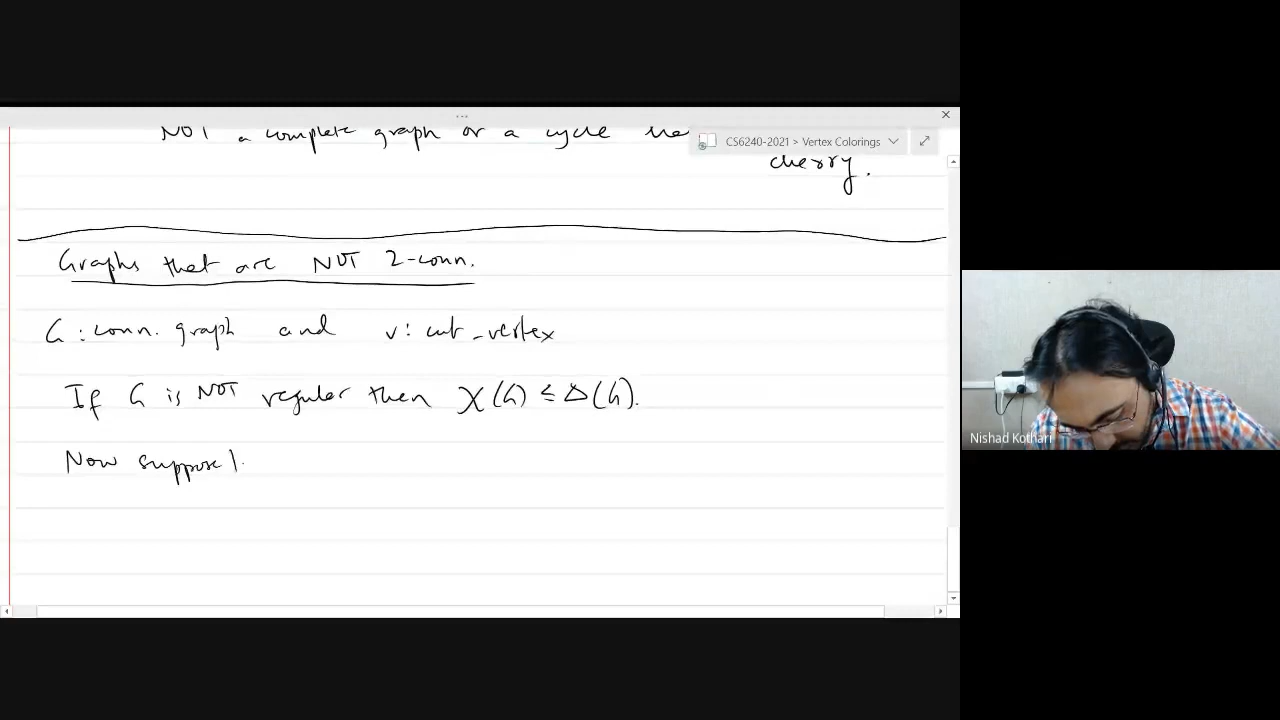 NOT a complete graph or a cycle
CS6240-2021 > Vertex Colorings
cherry.
Graphs that are NOT 2-conn.
G : conn. graph and v : cut-vertex
If G is NOT regular then χ(G) ≤ Δ(G).
Now suppose
Nishad Kothari